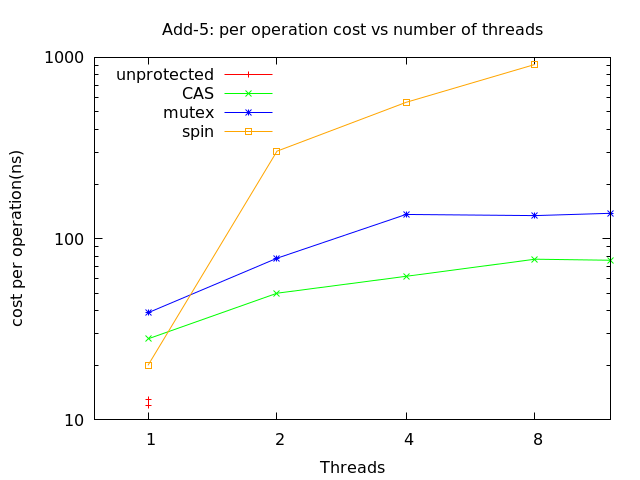 Add-5: per operation cost vs number of threads
1000
unprotected
CAS
mutex
spin
cost per operation(ns)
100
10
1 2 4 8
Threads